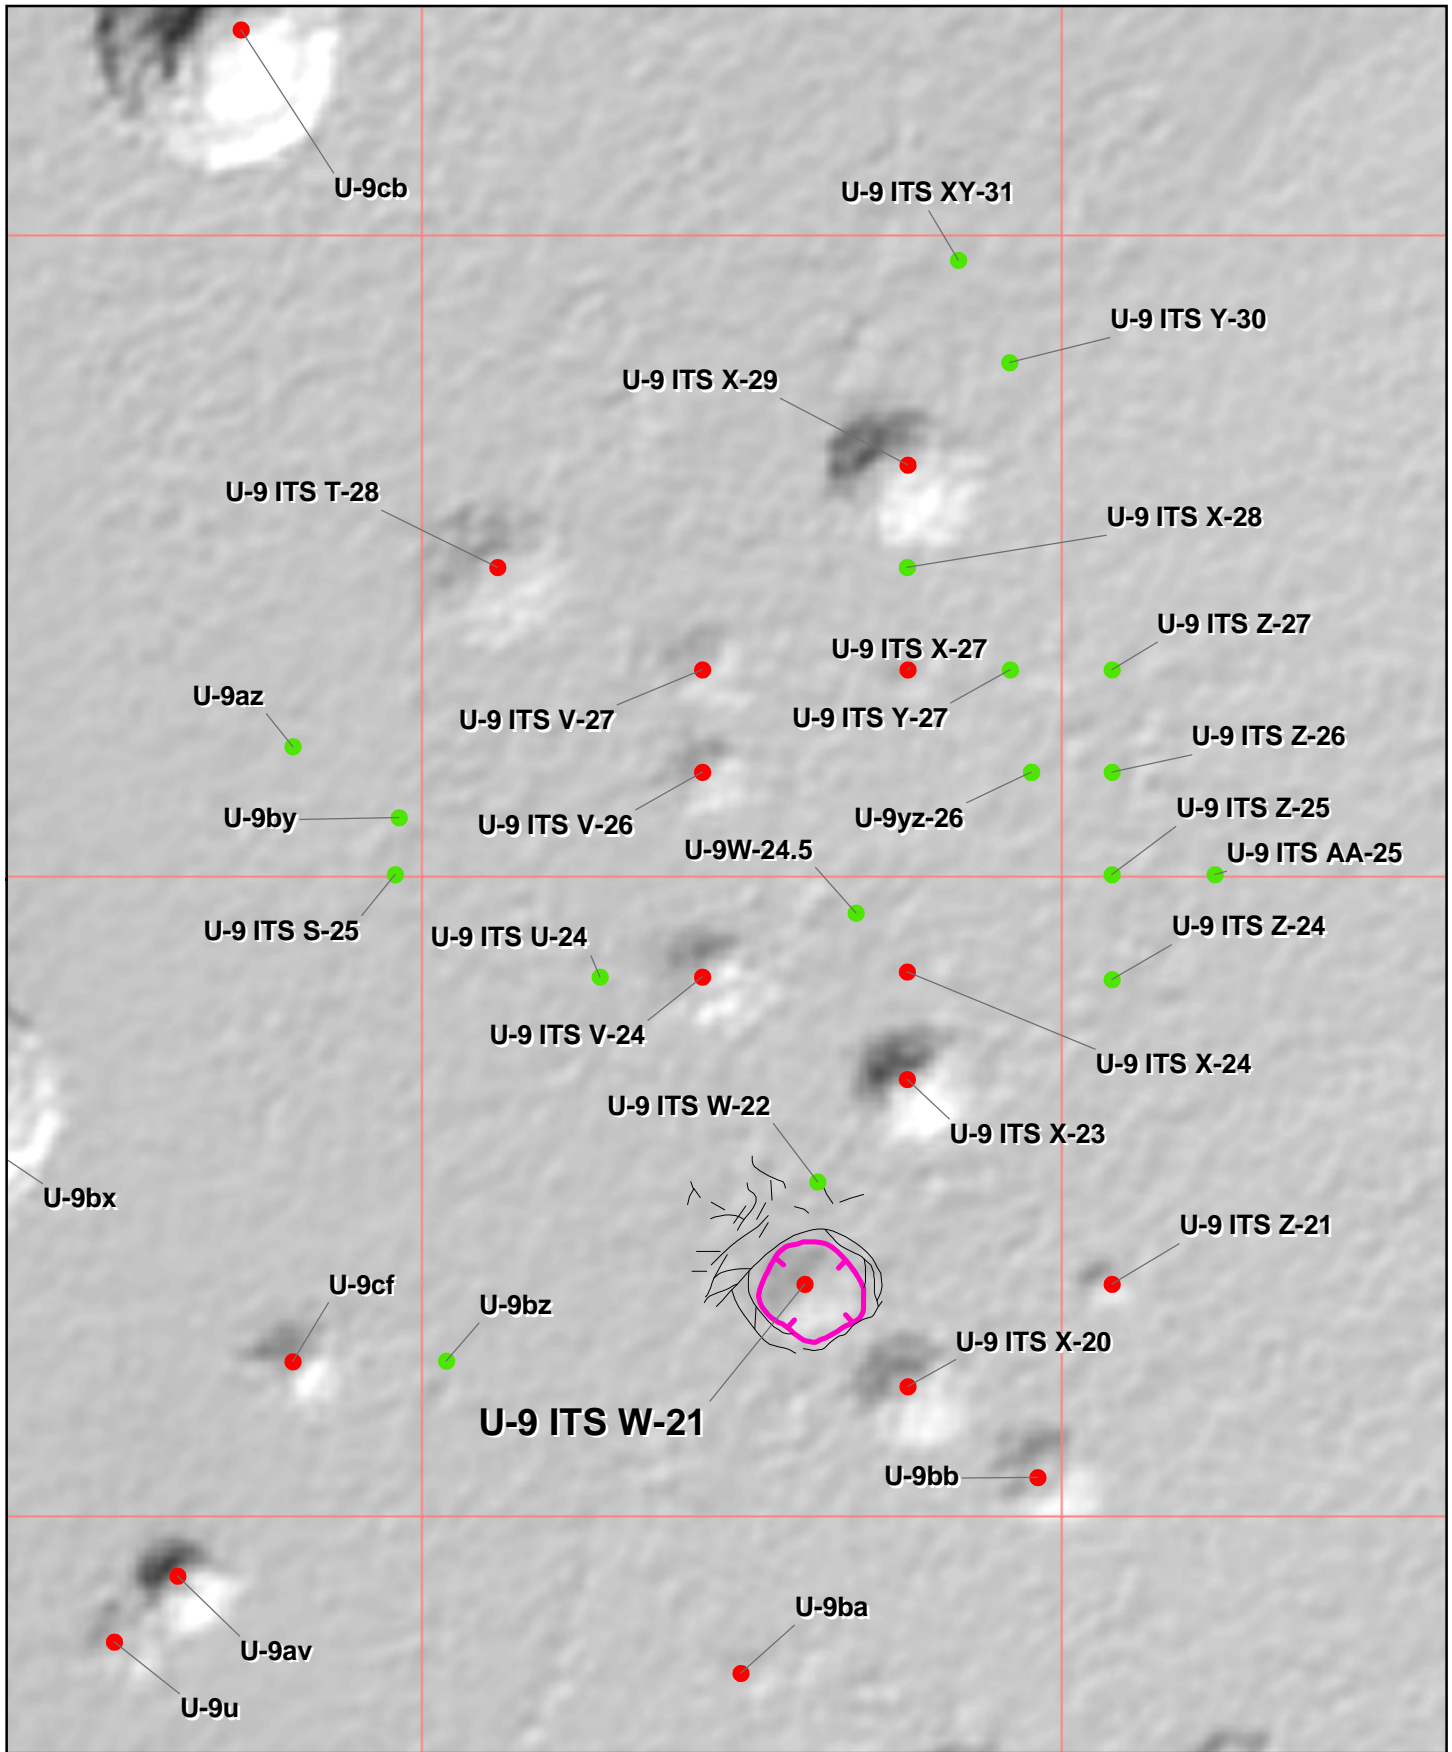 U-9cb
U-9 ITS XY-31
U-9 ITS Y-30
U-9 ITS X-29
U-9 ITS T-28
U-9 ITS X-28
U-9 ITS Z-27
U-9 ITS X-27
U-9az
U-9 ITS V-27
U-9 ITS Y-27
U-9 ITS Z-26
U-9by
U-9 ITS V-26
U-9yz-26
U-9 ITS Z-25
U-9W-24.5
U-9 ITS AA-25
U-9 ITS S-25
U-9 ITS U-24
U-9 ITS Z-24
U-9 ITS V-24
U-9 ITS X-24
U-9 ITS W-22
U-9 ITS X-23
U-9bx
U-9 ITS Z-21
U-9cf
U-9bz
U-9 ITS X-20
U-9 ITS W-21
U-9bb
U-9ba
U-9av
U-9u